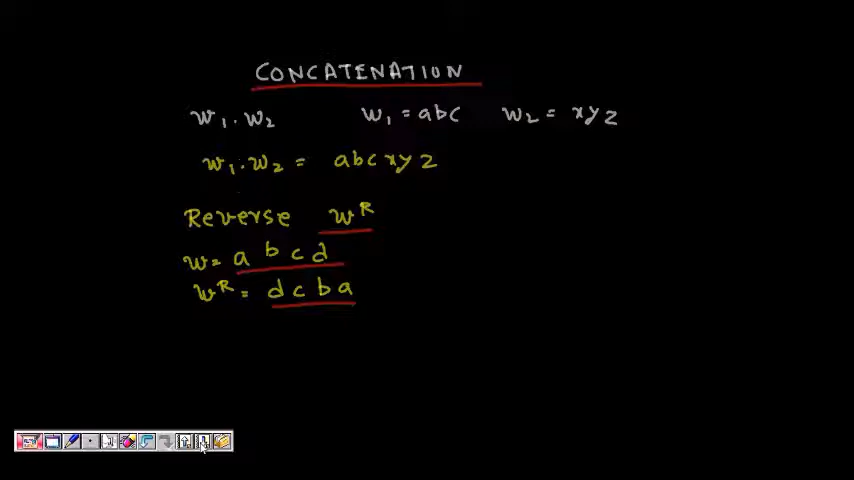 CONCATENATION
w₁.w₂ w₁ = abc w₂ = xyz
w₁.w₂ = abcxyz
Reverse wᴿ
w = a b c d
wᴿ = d c b a